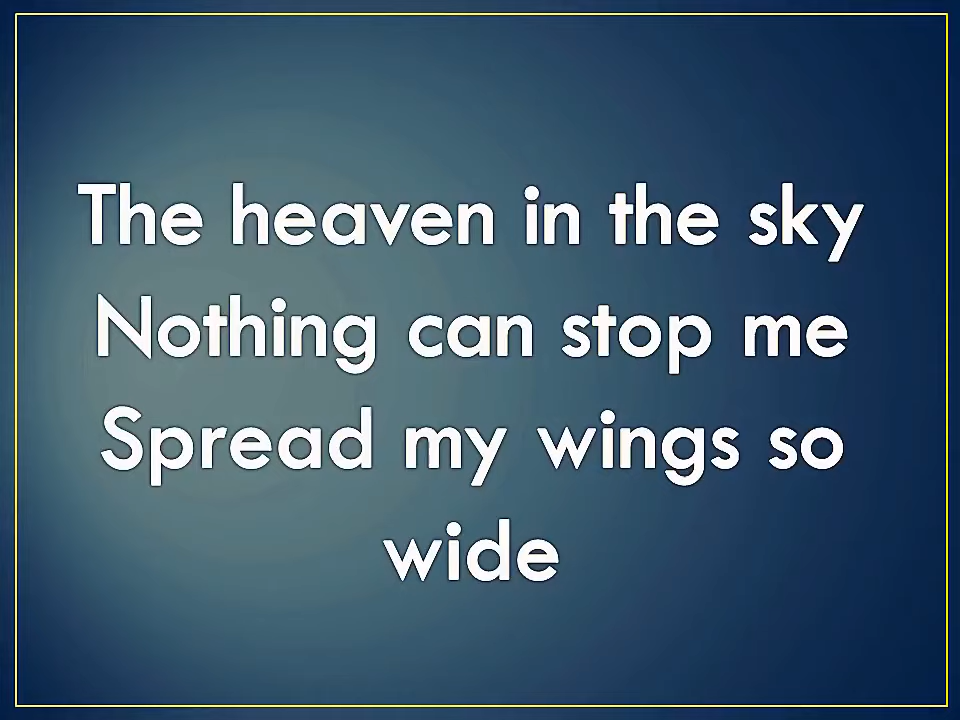 The heaven in the sky
Nothing can stop me
Spread my wings so
wide